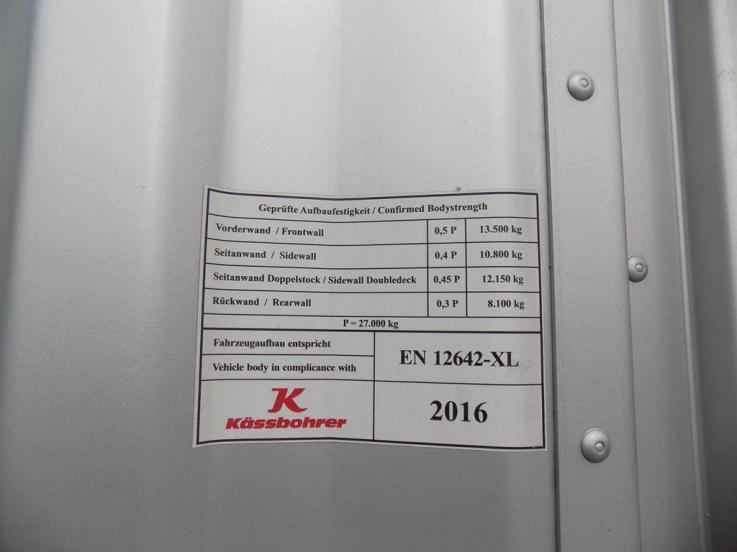 Geprüfte Aufbaufestigkeit / Confirmed Bodystrength
Vorderwand / Frontwall 0,5 P 13.500 kg
Seitanwand / Sidewall 0,4 P 10.800 kg
Seitanwand Doppelstock / Sidewall Doubledeck 0,45 P 12.150 kg
Rückwand / Rearwall 0,3 P 8.100 kg
P = 27.000 kg
Fahrzeugaufbau entspricht
Vehicle body in complicance with
EN 12642-XL
K
Kässbohrer
2016